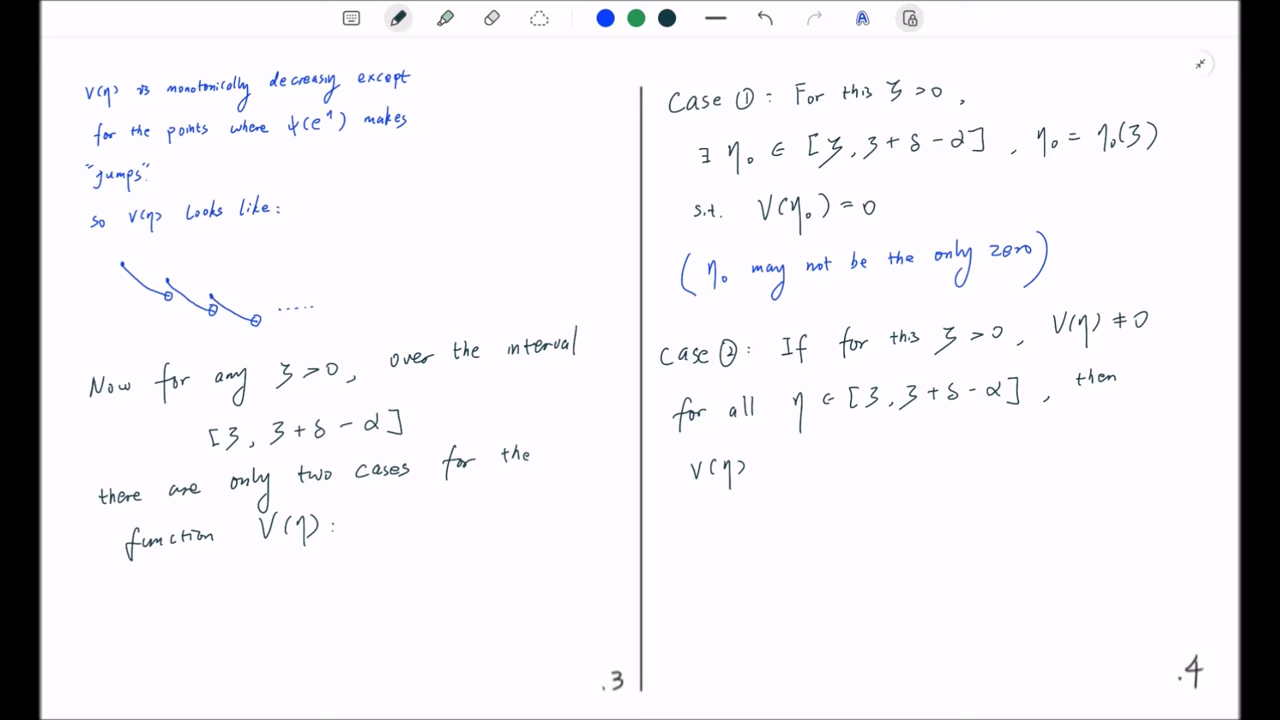 V(η) is monotonically decreasing except
for the points where ψ(e^η) makes
"jumps".
so V(η) looks like:
.....
Now for any ζ > 0, over the interval
[ζ, ζ + δ - α]
there are only two cases for the
function V(η):
.3
Case ①: For this ζ > 0,
∃ η₀ ∈ [ζ, ζ + δ - α], η₀ = η₀(ζ)
s.t. V(η₀) = 0
(η₀ may not be the only zero)
Case ②: If for this ζ > 0, V(η) ≠ 0
for all η ∈ [ζ, ζ + δ - α], then
V(η)
.4